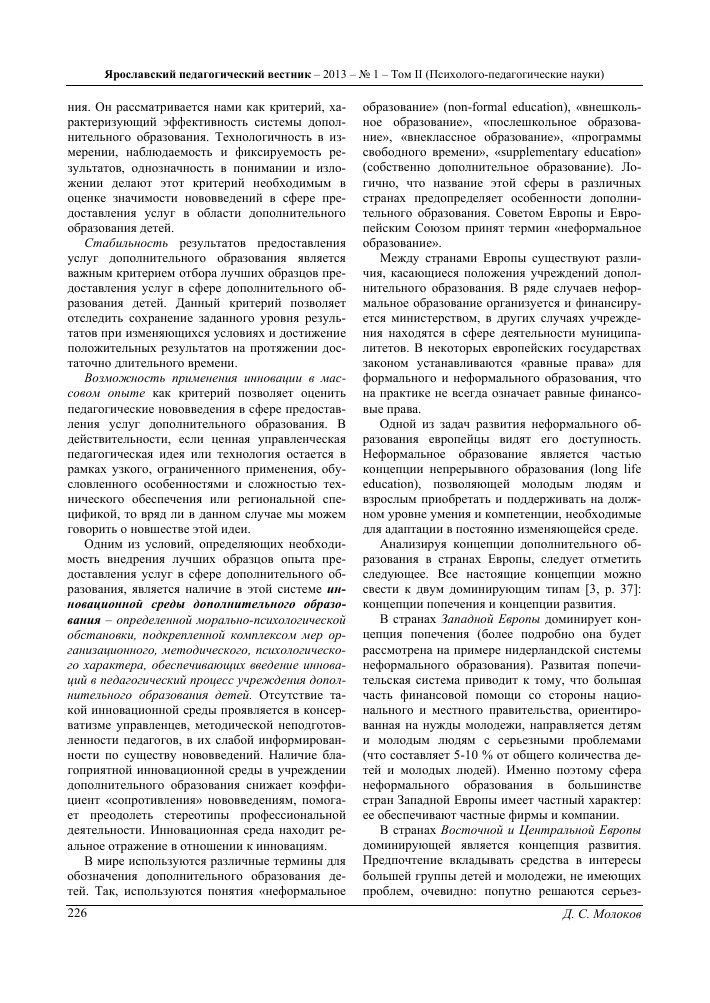 Ярославский педагогический вестник – 2013 – № 1 – Том II (Психолого-педагогические науки)
ния. Он рассматривается нами как критерий, ха-
рактеризующий эффективность системы допол-
нительного образования. Технологичность в из-
мерении, наблюдаемость и фиксируемость ре-
зультатов, однозначность в понимании и изло-
жении делают этот критерий необходимым в
оценке значимости нововведений в сфере пре-
доставления услуг в области дополнительного
образования детей.
Стабильность результатов предоставления
услуг дополнительного образования является
важным критерием отбора лучших образцов пре-
доставления услуг в сфере дополнительного об-
разования детей. Данный критерий позволяет
отследить сохранение заданного уровня резуль-
татов при изменяющихся условиях и достижение
положительных результатов на протяжении дос-
таточно длительного времени.
Возможность применения инновации в мас-
совом опыте как критерий позволяет оценить
педагогические нововведения в сфере предостав-
ления услуг дополнительного образования. В
действительности, если ценная управленческая
педагогическая идея или технология остается в
рамках узкого, ограниченного применения, обу-
словленного особенностями и сложностью тех-
нического обеспечения или региональной спе-
цификой, то вряд ли в данном случае мы можем
говорить о новшестве этой идеи.
Одним из условий, определяющих необходи-
мость внедрения лучших образцов опыта пре-
доставления услуг в сфере дополнительного об-
разования, является наличие в этой системе ин-
новационной среды дополнительного образо-
вания – определенной морально-психологической
обстановки, подкрепленной комплексом мер ор-
ганизационного, методического, психологическо-
го характера, обеспечивающих введение иннова-
ций в педагогический процесс учреждения допол-
нительного образования детей. Отсутствие та-
кой инновационной среды проявляется в консер-
ватизме управленцев, методической неподготов-
ленности педагогов, в их слабой информирован-
ности по существу нововведений. Наличие бла-
гоприятной инновационной среды в учреждении
дополнительного образования снижает коэффи-
циент «сопротивления» нововведениям, помога-
ет преодолеть стереотипы профессиональной
деятельности. Инновационная среда находит ре-
альное отражение в отношении к инновациям.
В мире используются различные термины для
обозначения дополнительного образования де-
тей. Так, используются понятия «неформальное
образование» (non-formal education), «внешколь-
ное образование», «послешкольное образова-
ние», «внеклассное образование», «программы
свободного времени», «supplementary education»
(собственно дополнительное образование). Ло-
гично, что название этой сферы в различных
странах предопределяет особенности дополни-
тельного образования. Советом Европы и Евро-
пейским Союзом принят термин «неформальное
образование».
Между странами Европы существуют разли-
чия, касающиеся положения учреждений допол-
нительного образования. В ряде случаев нефор-
мальное образование организуется и финансиру-
ется министерством, в других случаях учрежде-
ния находятся в сфере деятельности муниципа-
литетов. В некоторых европейских государствах
законом устанавливаются «равные права» для
формального и неформального образования, что
на практике не всегда означает равные финансо-
вые права.
Одной из задач развития неформального об-
разования европейцы видят его доступность.
Неформальное образование является частью
концепции непрерывного образования (long life
education), позволяющей молодым людям и
взрослым приобретать и поддерживать на долж-
ном уровне умения и компетенции, необходимые
для адаптации в постоянно изменяющейся среде.
Анализируя концепции дополнительного об-
разования в странах Европы, следует отметить
следующее. Все настоящие концепции можно
свести к двум доминирующим типам [3, p. 37]:
концепции попечения и концепции развития.
В странах Западной Европы доминирует кон-
цепция попечения (более подробно она будет
рассмотрена на примере нидерландской системы
неформального образования). Развитая попечи-
тельская система приводит к тому, что большая
часть финансовой помощи со стороны нацио-
нального и местного правительства, ориентиро-
ванная на нужды молодежи, направляется детям
и молодым людям с серьезными проблемами
(что составляет 5-10 % от общего количества де-
тей и молодых людей). Именно поэтому сфера
неформального образования в большинстве
стран Западной Европы имеет частный характер:
ее обеспечивают частные фирмы и компании.
В странах Восточной и Центральной Европы
доминирующей является концепция развития.
Предпочтение вкладывать средства в интересы
большей группы детей и молодежи, не имеющих
проблем, очевидно: попутно решаются серьез-
226
Д. С. Молоков